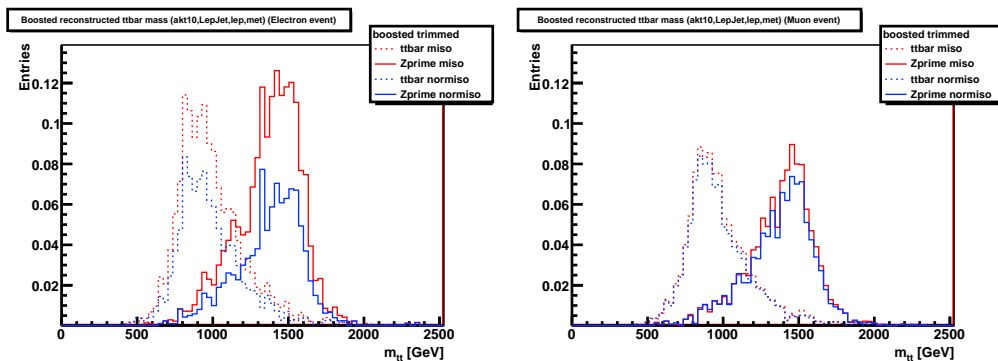 Boosted reconstructed ttbar mass (akt10,LepJet,lep,met) (Electron event)
boosted trimmed
ttbar miso
Zprime miso
ttbar normiso
Zprime normiso
Entries
0.12
0.1
0.08
0.06
0.04
0.02
0 500 1000 1500 2000 2500
m_tt [GeV]
Boosted reconstructed ttbar mass (akt10,LepJet,lep,met) (Muon event)
boosted trimmed
ttbar miso
Zprime miso
ttbar normiso
Zprime normiso
Entries
0.12
0.1
0.08
0.06
0.04
0.02
0 500 1000 1500 2000 2500
m_tt [GeV]